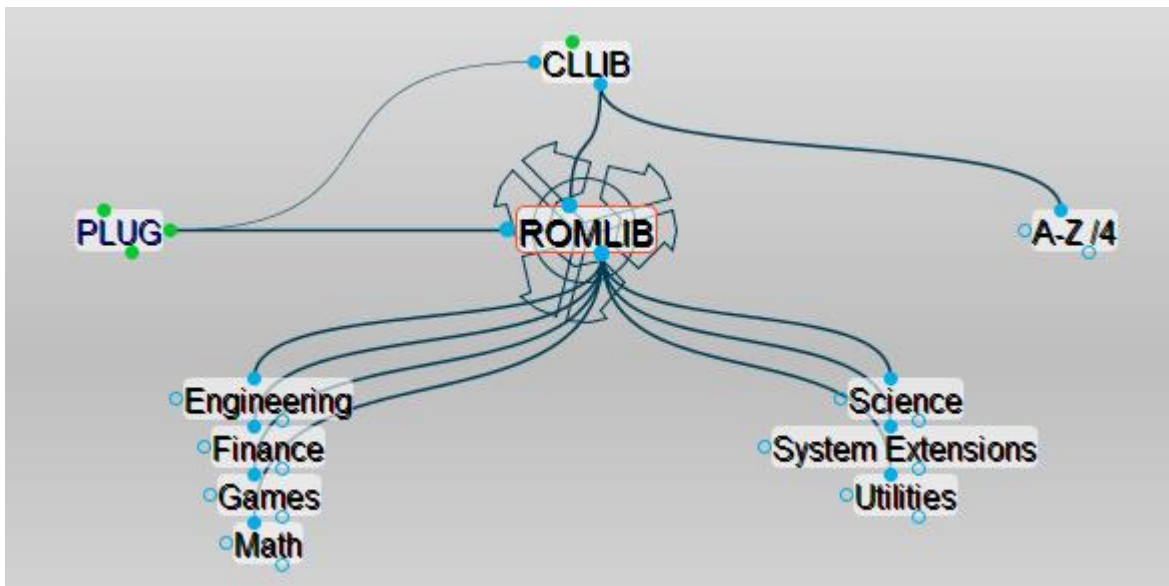 CLLIB
PLUG
ROMLIB
A-Z /4
Engineering
Finance
Games
Math
Science
System Extensions
Utilities